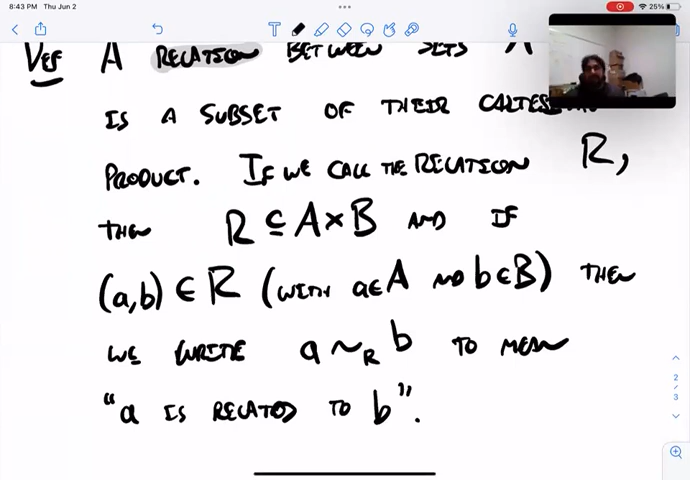 8:43 PM Thu Jun 2
25%
DEF A RELATION BETWEEN SETS A
IS A SUBSET OF THEIR CARTESIAN
PRODUCT. IF WE CALL THE RELATION R,
THEN R ⊆ A×B AND IF
(a,b) ∈ R (WITH a∈A AND b∈B) THEN
WE WRITE a ~R b TO MEAN
"a IS RELATED TO b".
2
3